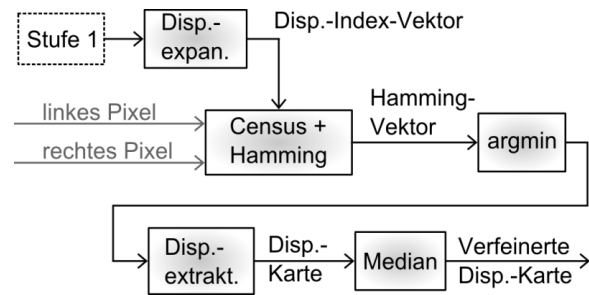 Stufe 1
Disp.-
expan.
Disp.-Index-Vektor
linkes Pixel
rechtes Pixel
Census +
Hamming
Hamming-
Vektor
argmin
Disp.-
extrakt.
Disp.-
Karte
Median
Verfeinerte
Disp.-Karte